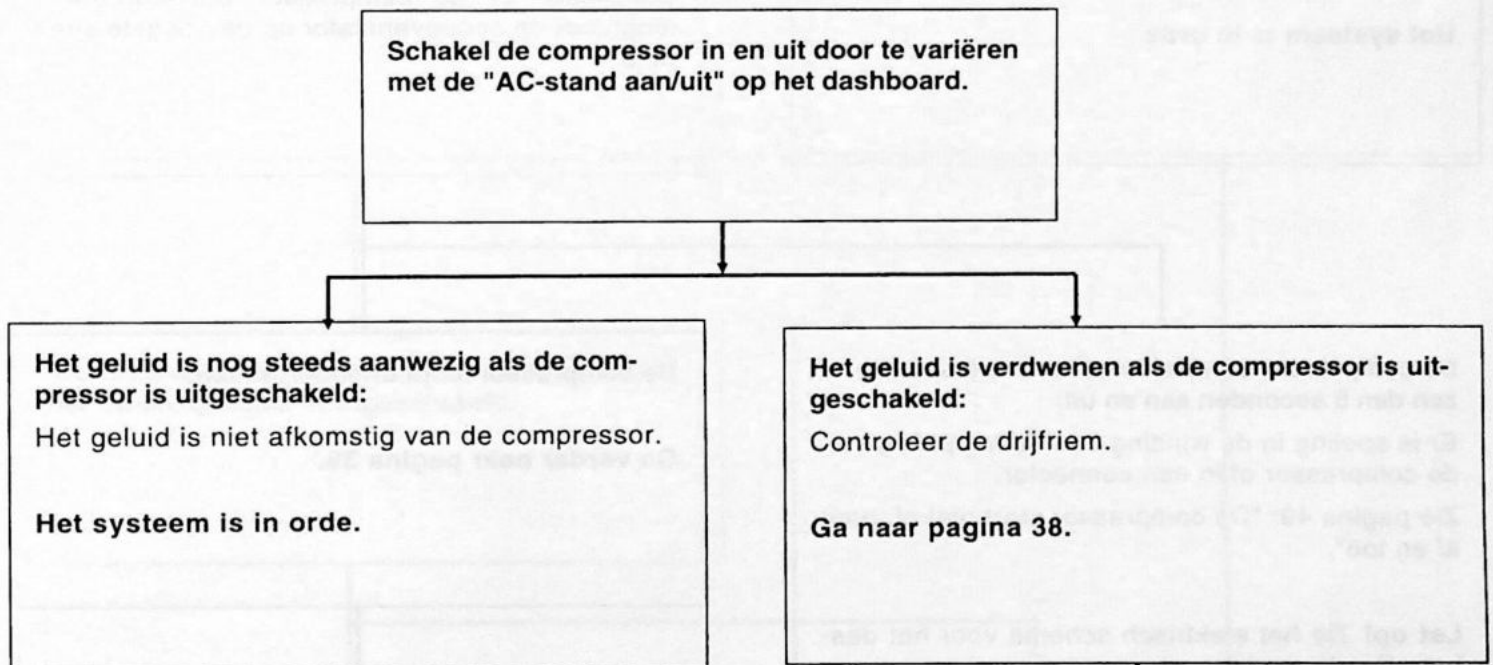 Schakel de compressor in en uit door te variëren
met de "AC-stand aan/uit" op het dashboard.
Het geluid is nog steeds aanwezig als de com-
pressor is uitgeschakeld:
Het geluid is niet afkomstig van de compressor.
Het systeem is in orde.
Het geluid is verdwenen als de compressor is uit-
geschakeld:
Controleer de drijfriem.
Ga naar pagina 38.